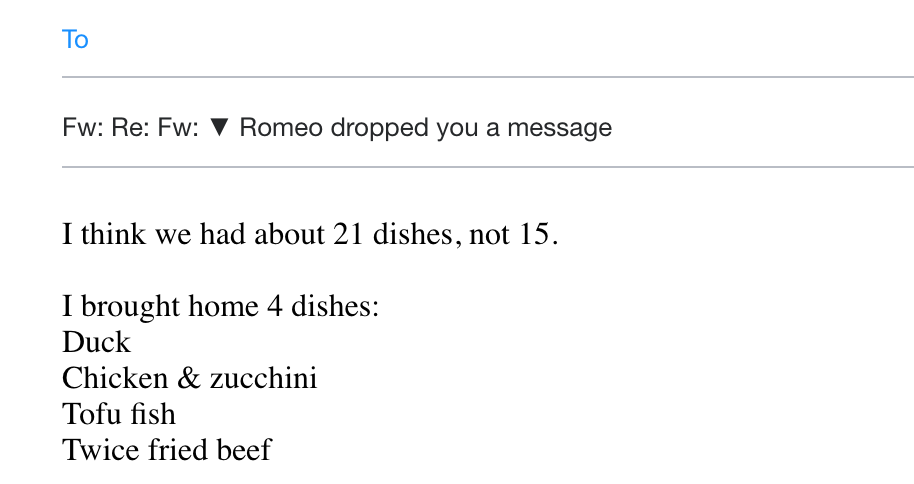 To
Fw: Re: Fw: ▼ Romeo dropped you a message
I think we had about 21 dishes, not 15.
I brought home 4 dishes:
Duck
Chicken & zucchini
Tofu fish
Twice fried beef